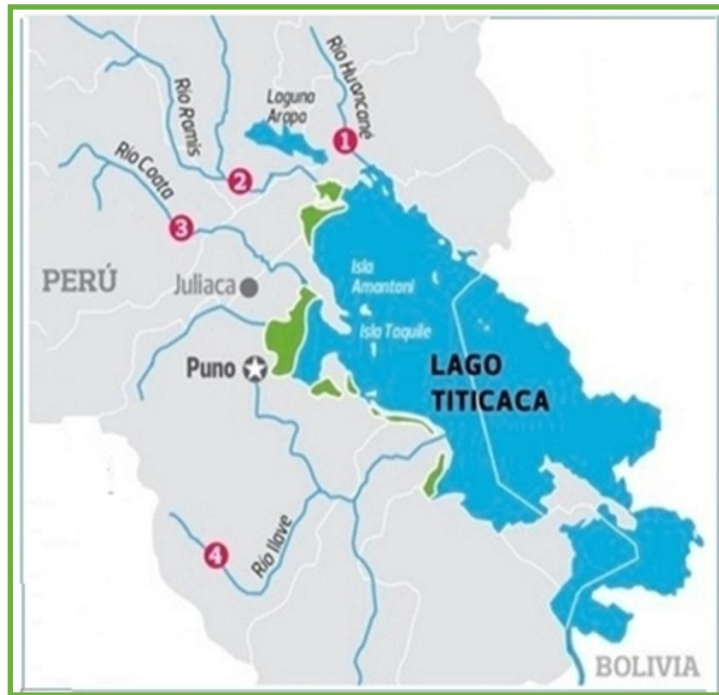 Río Huancané
Río Ramis
Laguna
Arapa
1
Río Coata
2
3
PERÚ
Juliaca
Isla
Amantani
Isla Taquile
Puno
LAGO
TITICACA
4
Río Ilave
BOLIVIA